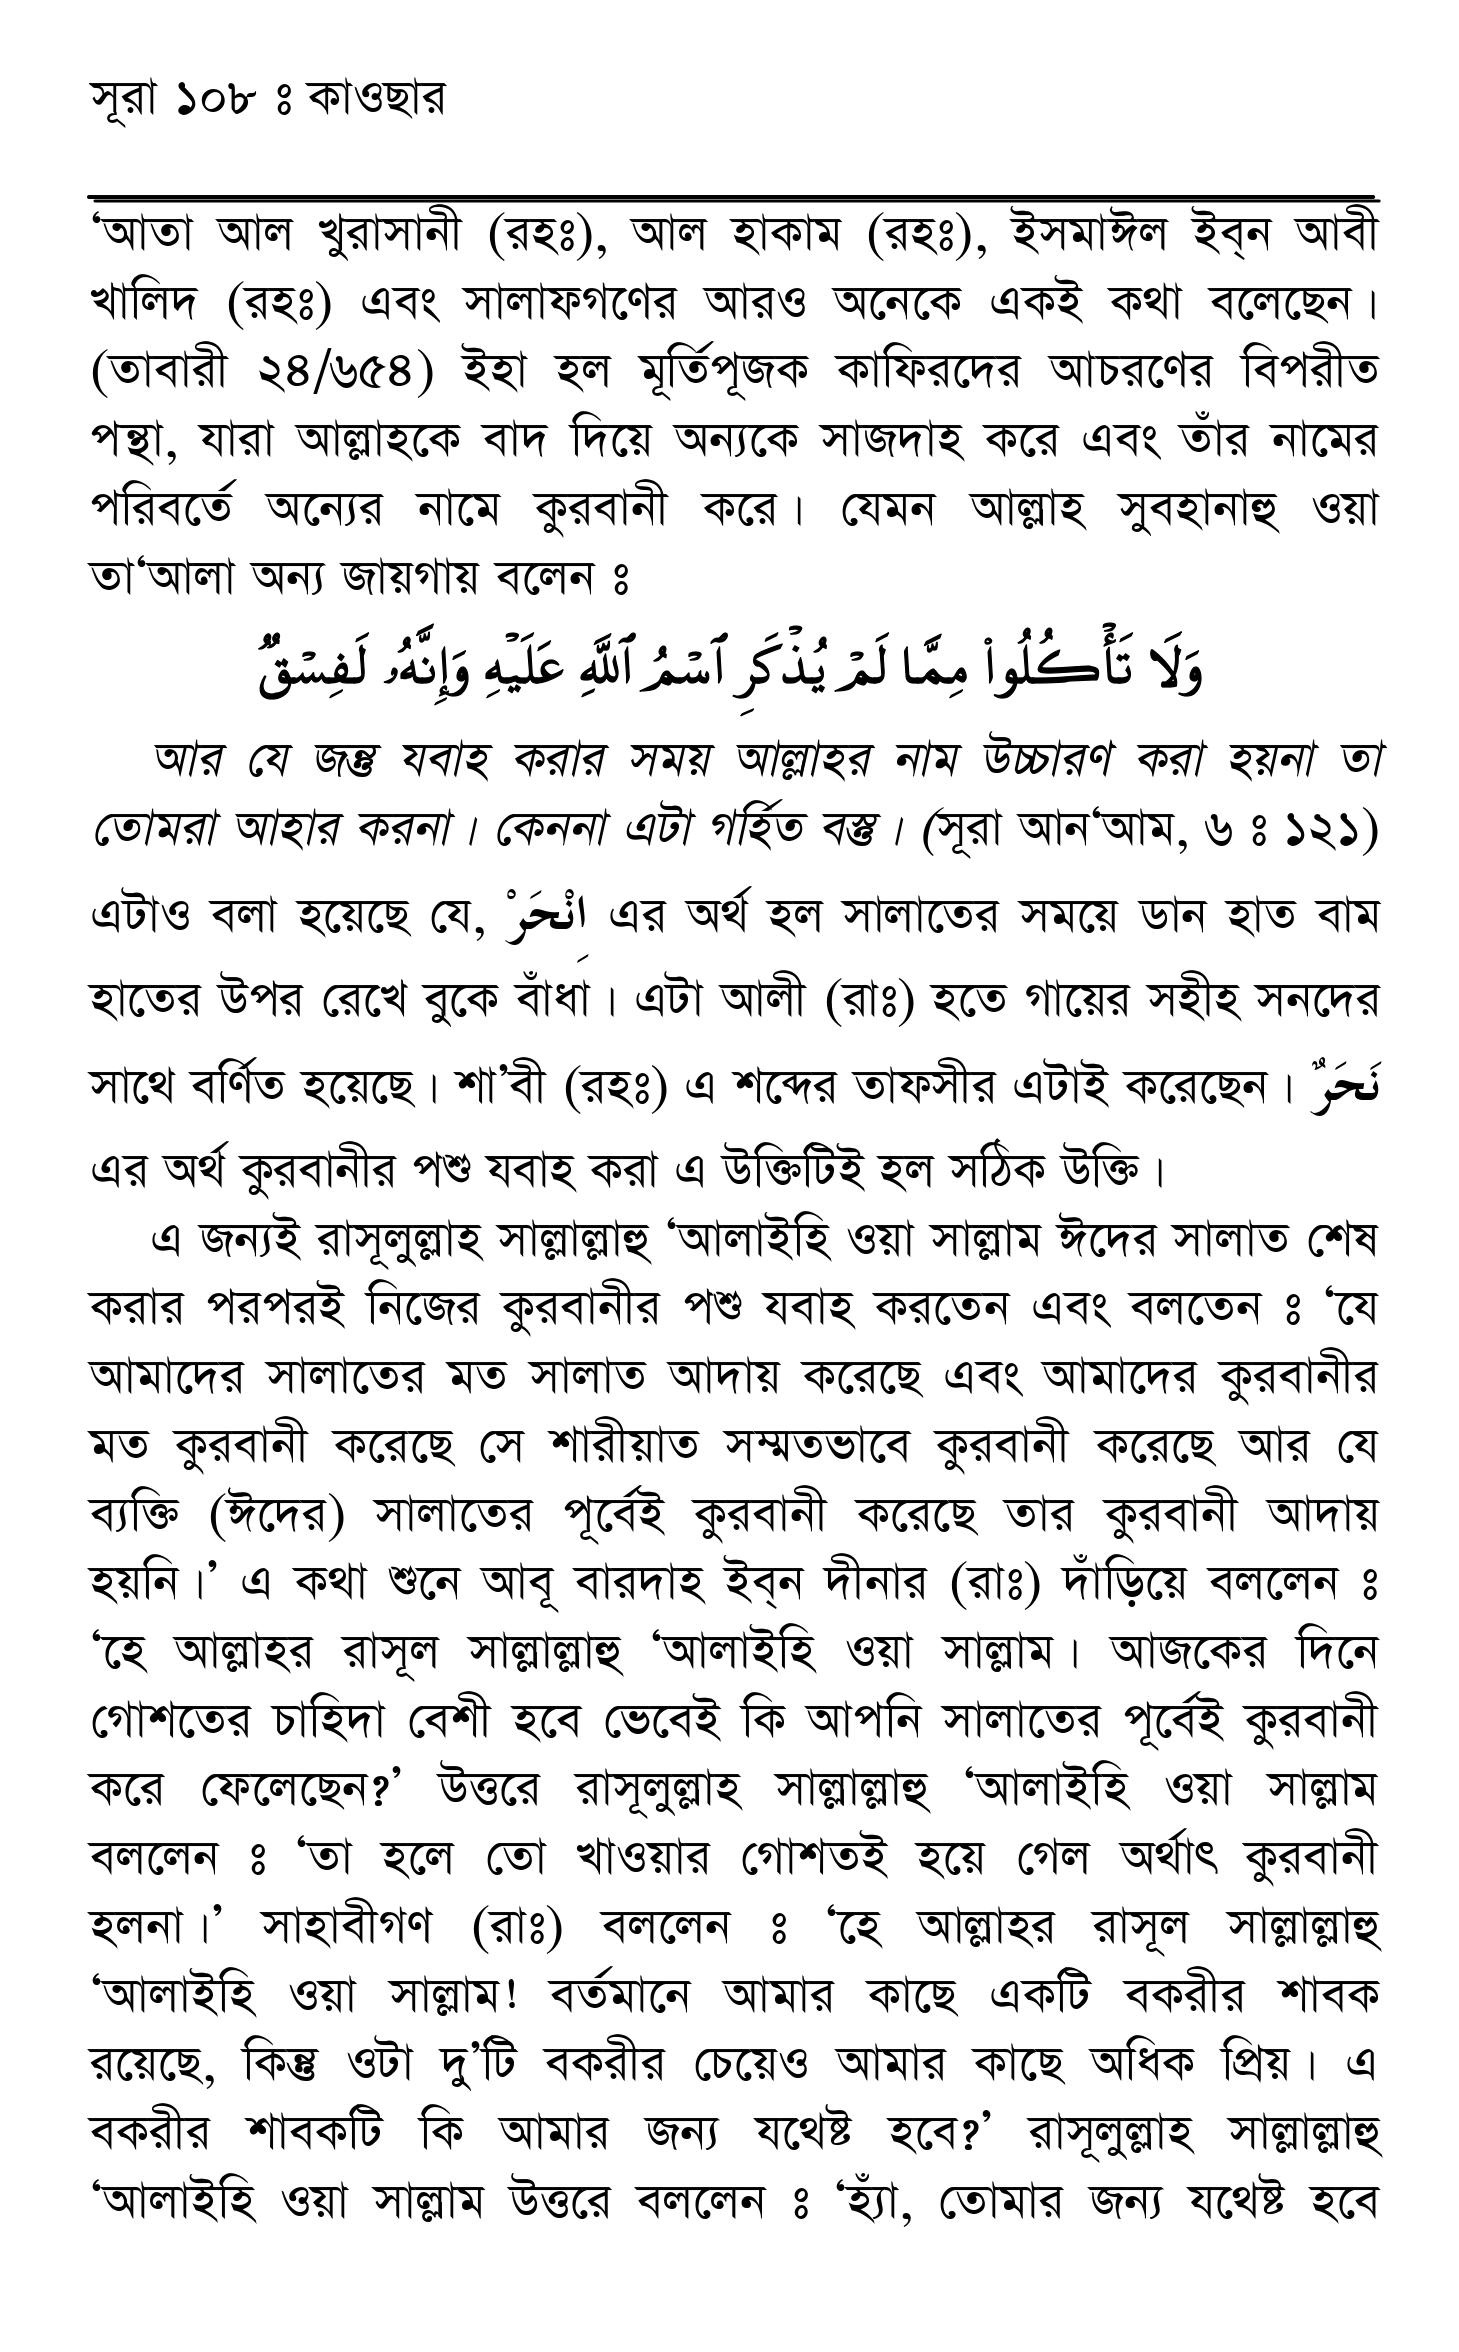 সূরা ১০৮ ঃ কাওছার
‘আতা আল খুরাসানী (রহঃ), আল হাকাম (রহঃ), ইসমাঈল ইব্‌ন আবী
খালিদ (রহঃ) এবং সালাফগণের আরও অনেকে একই কথা বলেছেন।
(তাবারী ২৪/৬৫৪) ইহা হল মূর্তিপূজক কাফিরদের আচরণের বিপরীত
পন্থা, যারা আল্লাহকে বাদ দিয়ে অন্যকে সাজদাহ করে এবং তাঁর নামের
পরিবর্তে অন্যের নামে কুরবানী করে। যেমন আল্লাহ সুবহানাহু ওয়া
তা‘আলা অন্য জায়গায় বলেন ঃ
وَلَا تَأْكُلُوا۟ مِمَّا لَمْ يُذْكَرِ ٱسْمُ ٱللَّهِ عَلَيْهِ وَإِنَّهُۥ لَفِسْقٌ
আর যে জন্তু যবাহ করার সময় আল্লাহর নাম উচ্চারণ করা হয়না তা
তোমরা আহার করনা। কেননা এটা গর্হিত বস্তু। (সূরা আন‘আম, ৬ ঃ ১২১)
এটাও বলা হয়েছে যে, اِنْحَرْ এর অর্থ হল সালাতের সময়ে ডান হাত বাম
হাতের উপর রেখে বুকে বাঁধা। এটা আলী (রাঃ) হতে গায়ের সহীহ সনদের
সাথে বর্ণিত হয়েছে। শা’বী (রহঃ) এ শব্দের তাফসীর এটাই করেছেন। نَحَرٌ
এর অর্থ কুরবানীর পশু যবাহ করা এ উক্তিটিই হল সঠিক উক্তি।
এ জন্যই রাসূলুল্লাহ সাল্লাল্লাহু ‘আলাইহি ওয়া সাল্লাম ঈদের সালাত শেষ
করার পরপরই নিজের কুরবানীর পশু যবাহ করতেন এবং বলতেন ঃ ‘যে
আমাদের সালাতের মত সালাত আদায় করেছে এবং আমাদের কুরবানীর
মত কুরবানী করেছে সে শারীয়াত সম্মতভাবে কুরবানী করেছে আর যে
ব্যক্তি (ঈদের) সালাতের পূর্বেই কুরবানী করেছে তার কুরবানী আদায়
হয়নি।’ এ কথা শুনে আবূ বারদাহ ইব্‌ন দীনার (রাঃ) দাঁড়িয়ে বললেন ঃ
‘হে আল্লাহর রাসূল সাল্লাল্লাহু ‘আলাইহি ওয়া সাল্লাম। আজকের দিনে
গোশতের চাহিদা বেশী হবে ভেবেই কি আপনি সালাতের পূর্বেই কুরবানী
করে ফেলেছেন?’ উত্তরে রাসূলুল্লাহ সাল্লাল্লাহু ‘আলাইহি ওয়া সাল্লাম
বললেন ঃ ‘তা হলে তো খাওয়ার গোশতই হয়ে গেল অর্থাৎ কুরবানী
হলনা।’ সাহাবীগণ (রাঃ) বললেন ঃ ‘হে আল্লাহর রাসূল সাল্লাল্লাহু
‘আলাইহি ওয়া সাল্লাম! বর্তমানে আমার কাছে একটি বকরীর শাবক
রয়েছে, কিন্তু ওটা দু’টি বকরীর চেয়েও আমার কাছে অধিক প্রিয়। এ
বকরীর শাবকটি কি আমার জন্য যথেষ্ট হবে?’ রাসূলুল্লাহ সাল্লাল্লাহু
‘আলাইহি ওয়া সাল্লাম উত্তরে বললেন ঃ ‘হ্যাঁ, তোমার জন্য যথেষ্ট হবে